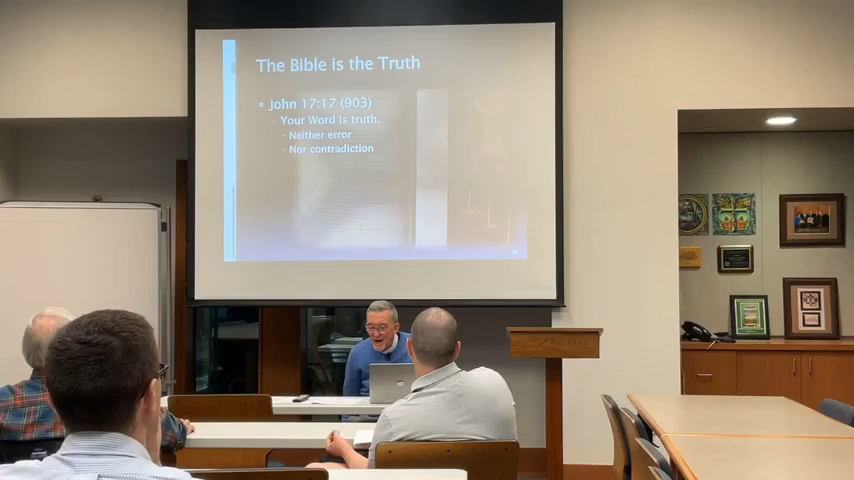 The Bible is the Truth
John 17:17 (903)
Your Word is truth.
Neither error
Nor contradiction